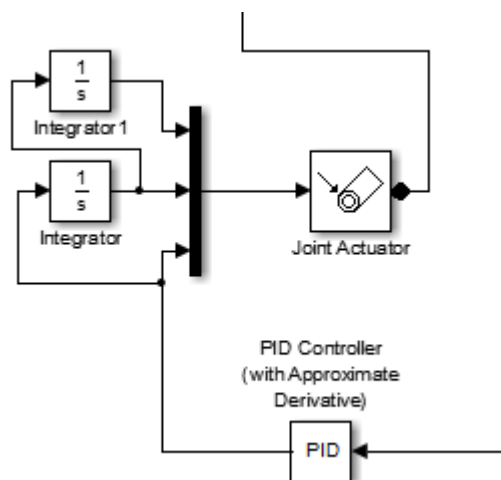 1
s
Integrator1
1
s
Integrator
Joint Actuator
PID Controller
(with Approximate
Derivative)
PID